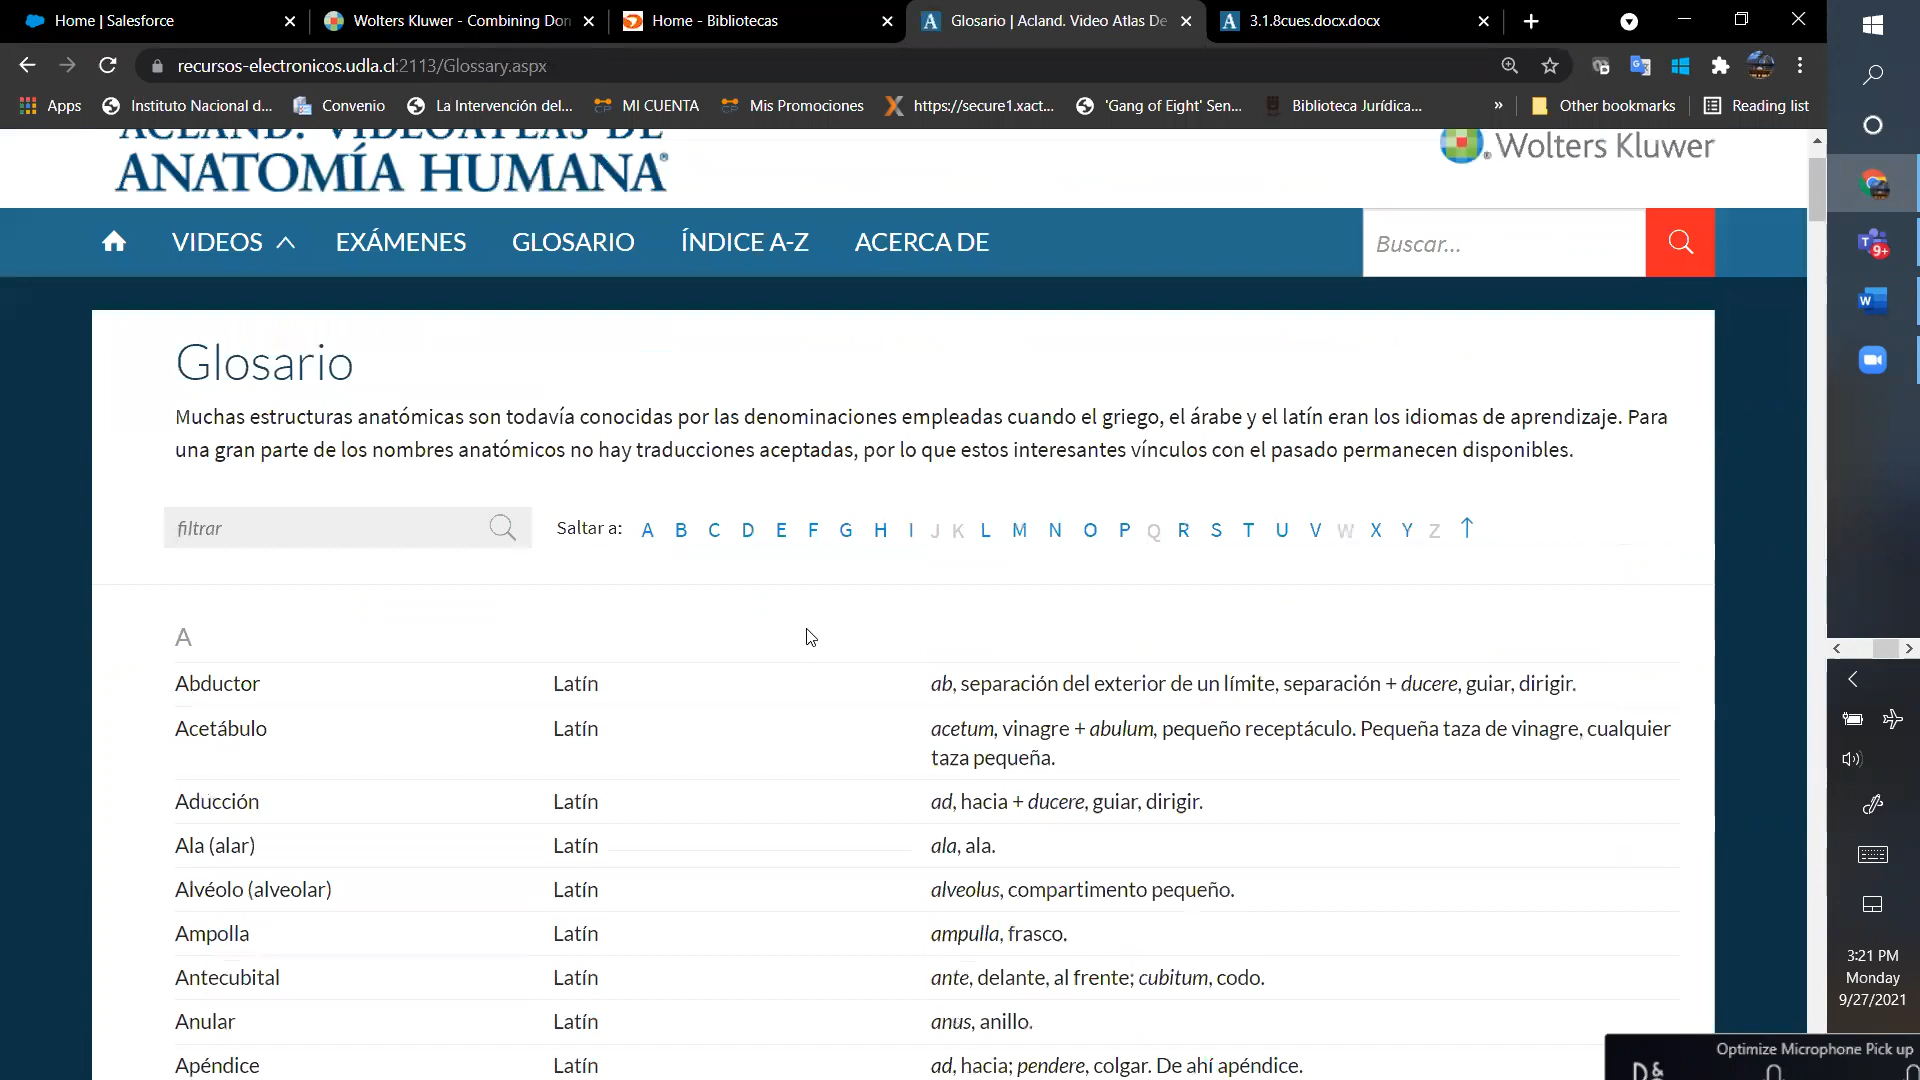 Home | Salesforce
Wolters Kluwer - Combining Don
Home - Bibliotecas
Glosario | Acland. Video Atlas De
3.1.8cues.docx.docx
recursos-electronicos.udla.cl:2113/Glossary.aspx
Apps
Instituto Nacional d...
Convenio
La Intervención del...
MI CUENTA
Mis Promociones
https://secure1.xact...
'Gang of Eight' Sen...
Biblioteca Jurídica...
»
Other bookmarks
Reading list
ACLAND. VIDEOATLAS DE
ANATOMÍA HUMANA®
Wolters Kluwer
VIDEOS
EXÁMENES
GLOSARIO
ÍNDICE A-Z
ACERCA DE
Buscar...
Glosario
Muchas estructuras anatómicas son todavía conocidas por las denominaciones empleadas cuando el griego, el árabe y el latín eran los idiomas de aprendizaje. Para
una gran parte de los nombres anatómicos no hay traducciones aceptadas, por lo que estos interesantes vínculos con el pasado permanecen disponibles.
filtrar
Saltar a: A B C D E F G H I J K L M N O P Q R S T U V W X Y Z ↑
A
Abductor Latín ab, separación del exterior de un límite, separación + ducere, guiar, dirigir.
Acetábulo Latín acetum, vinagre + abulum, pequeño receptáculo. Pequeña taza de vinagre, cualquier
taza pequeña.
Aducción Latín ad, hacia + ducere, guiar, dirigir.
Ala (alar) Latín ala, ala.
Alvéolo (alveolar) Latín alveolus, compartimento pequeño.
Ampolla Latín ampulla, frasco.
Antecubital Latín ante, delante, al frente; cubitum, codo.
Anular Latín anus, anillo.
Apéndice Latín ad, hacia; pendere, colgar. De ahí apéndice.
9+
3:21 PM
Monday
9/27/2021
Optimize Microphone Pick up